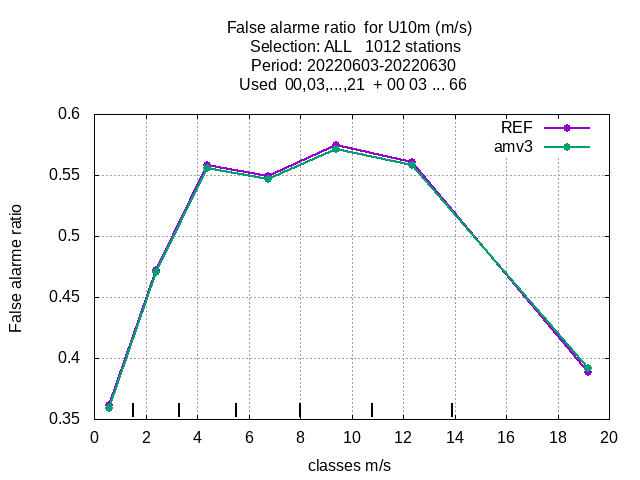 False alarme ratio  for U10m (m/s)
Selection: ALL   1012 stations
Period: 20220603-20220630
Used  00,03,...,21  + 00 03 ... 66
REF
amv3
False alarme ratio
0.6
0.55
0.5
0.45
0.4
0.35
0 2 4 6 8 10 12 14 16 18 20
classes m/s